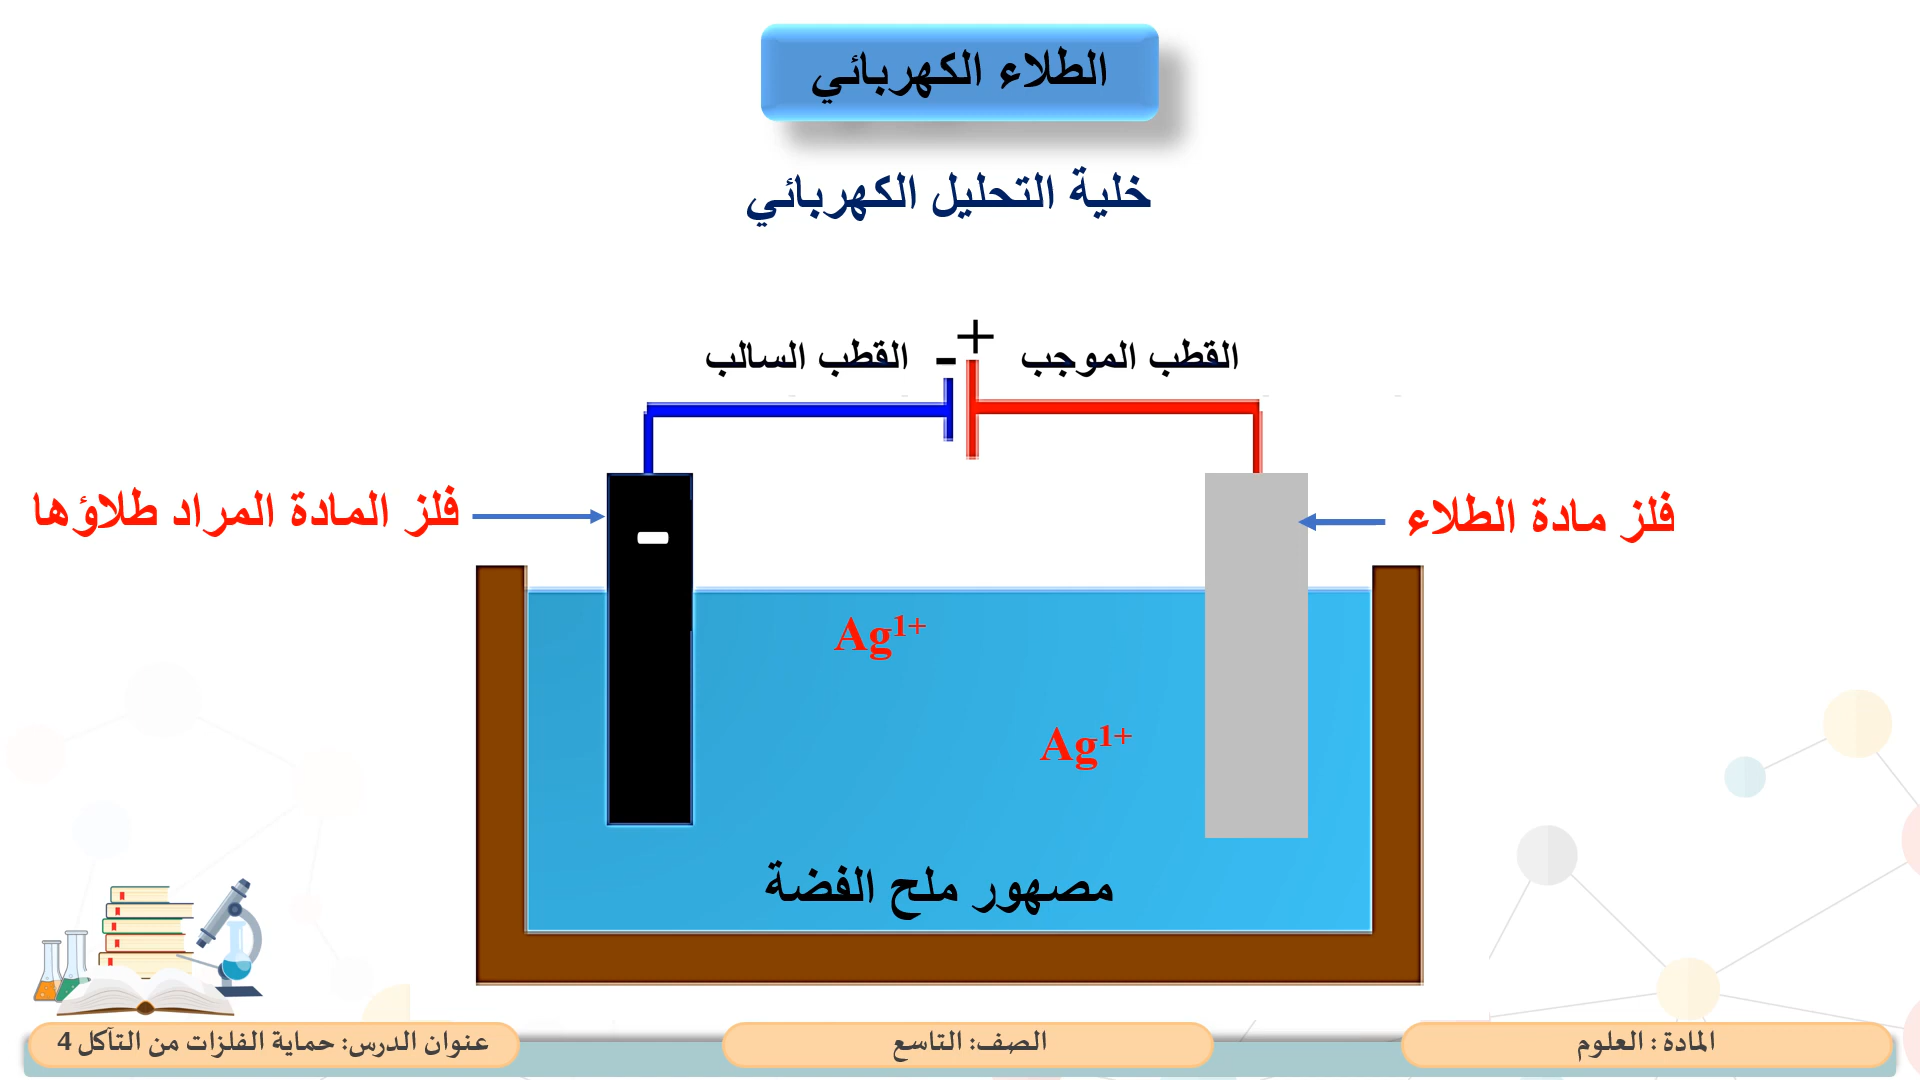 الطلاء الكهربائي
خلية التحليل الكهربائي
+
القطب الموجب
-
القطب السالب
فلز مادة الطلاء
فلز المادة المراد طلاؤها
-
Ag1+
Ag1+
مصهور ملح الفضة
المادة : العلوم
الصف: التاسع
عنوان الدرس: حماية الفلزات من التآكل 4